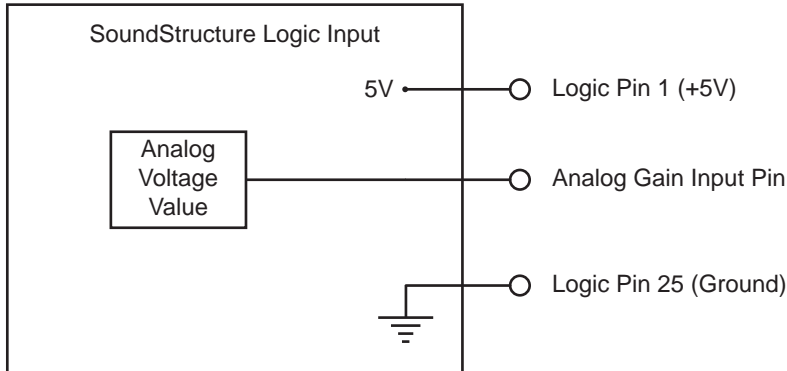 SoundStructure Logic Input
5V
Logic Pin 1 (+5V)
Analog
Voltage
Value
Analog Gain Input Pin
Logic Pin 25 (Ground)